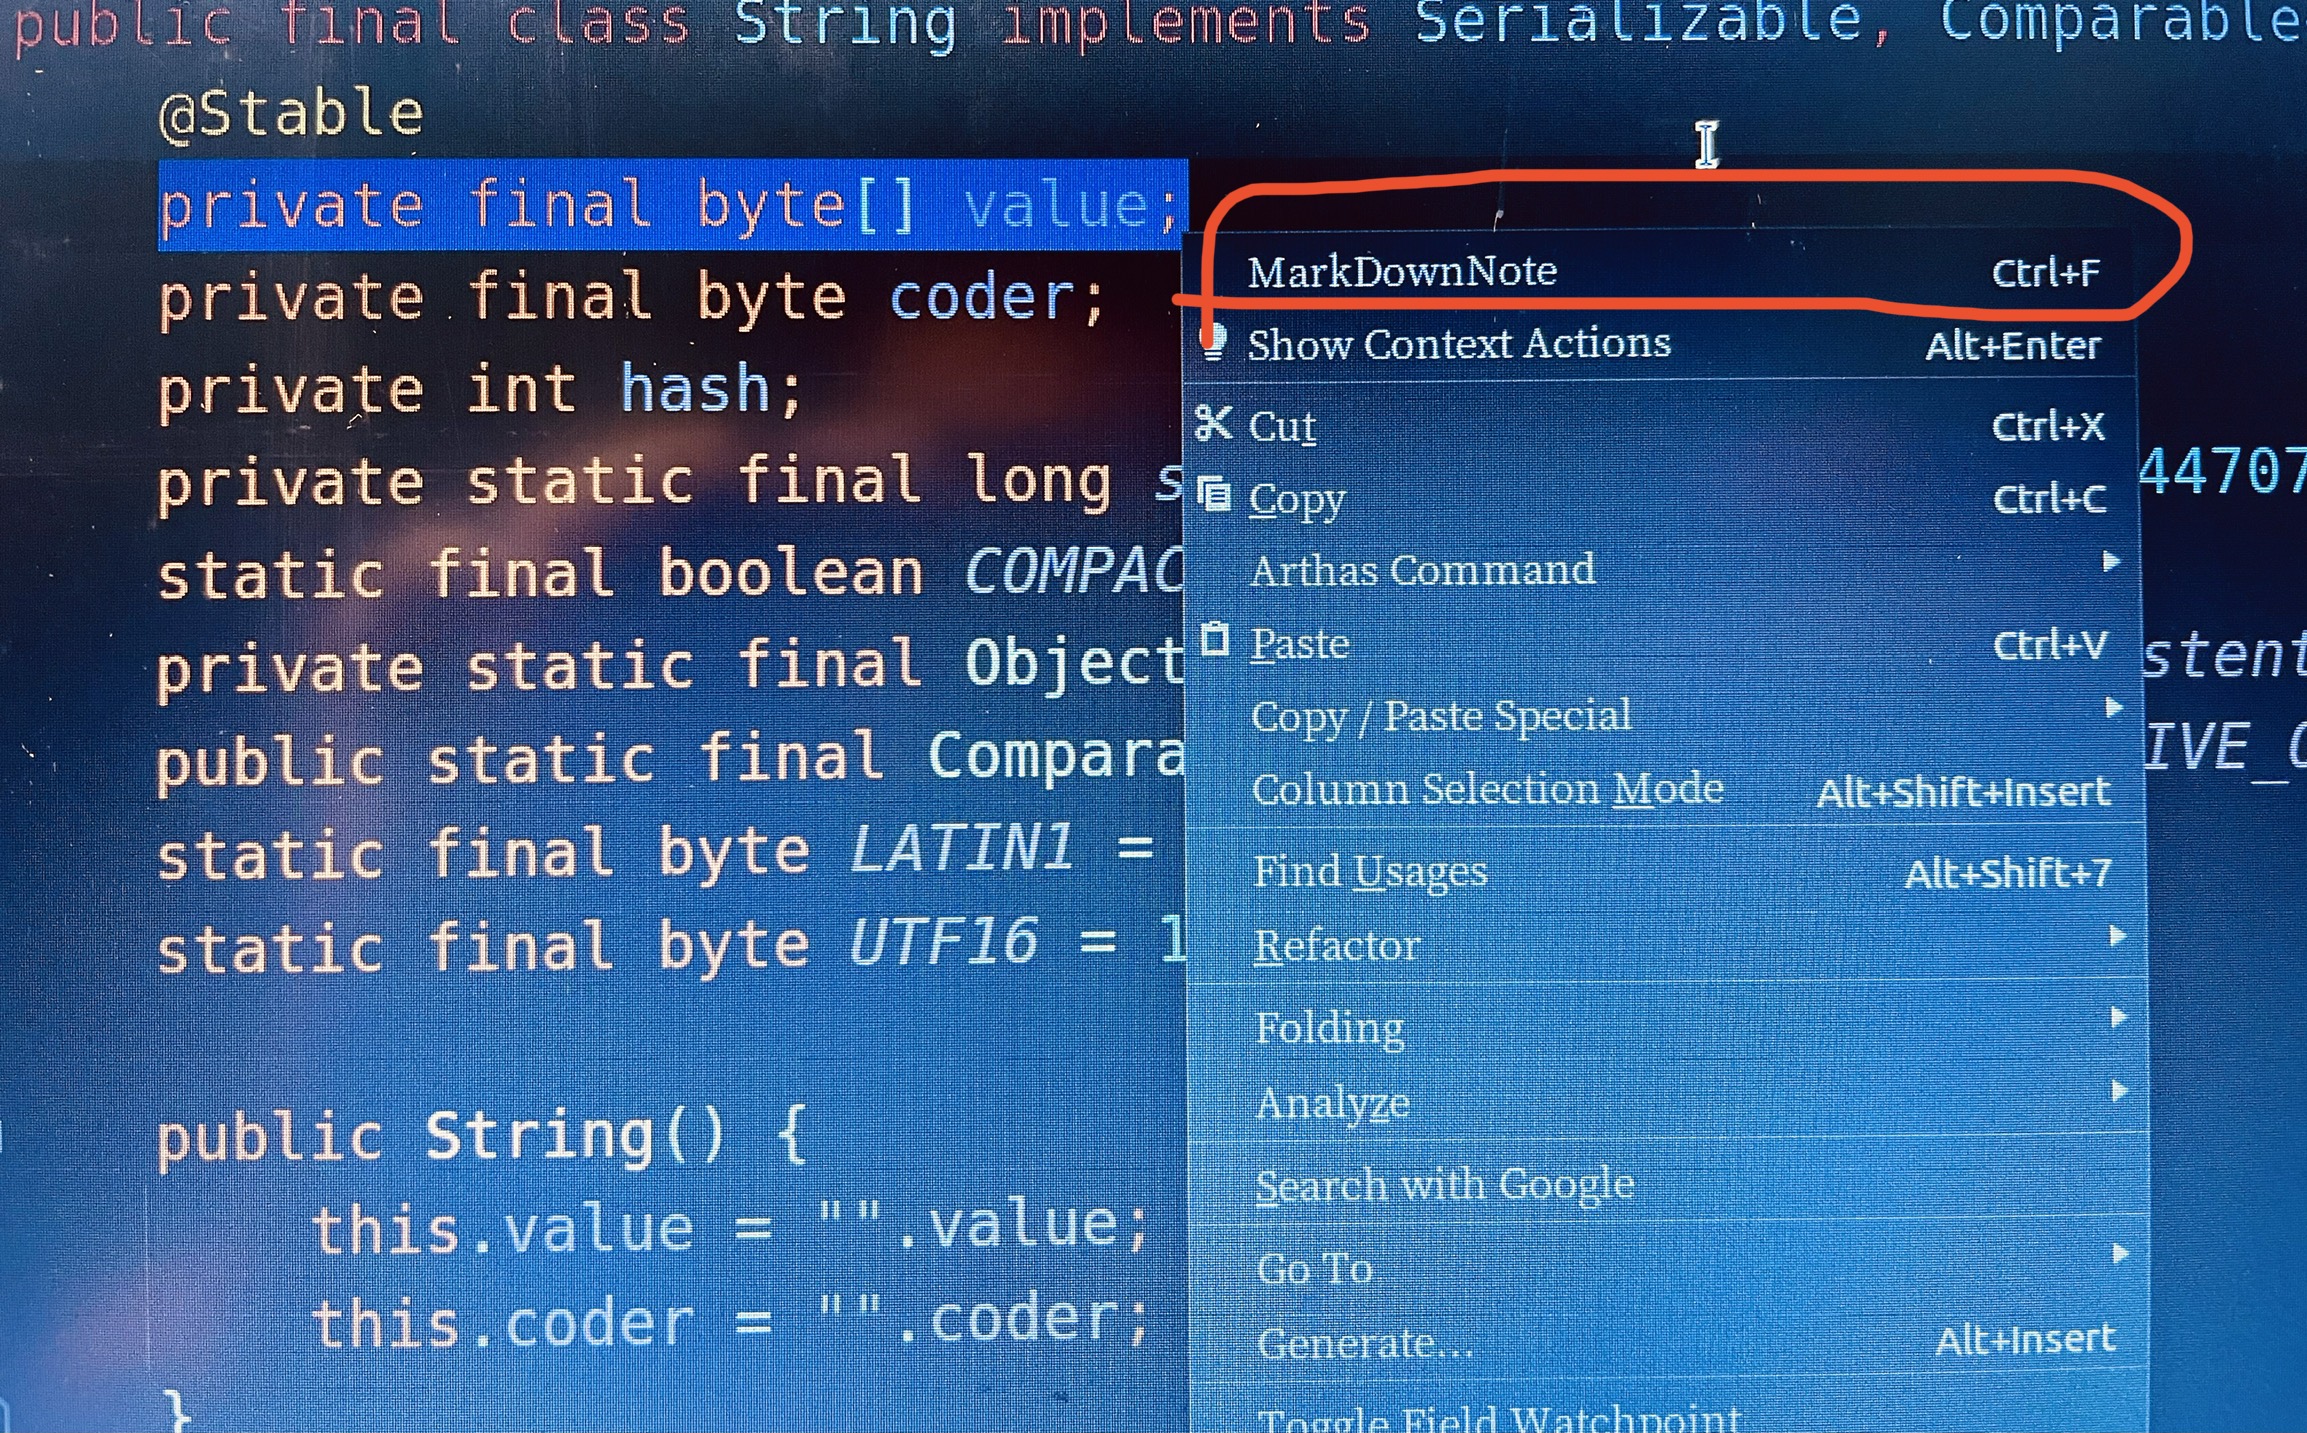 public final class String implements Serializable, Comparable
@Stable
private final byte[] value;
private final byte coder;
private int hash;
private static final long s
44707
static final boolean COMPAC
private static final Object
stent
public static final Compara
IVE_C
static final byte LATIN1 =
static final byte UTF16 = 1
public String() {
this.value = "".value;
this.coder = "".coder;
}
MarkDownNote Ctrl+F
Show Context Actions Alt+Enter
Cut Ctrl+X
Copy Ctrl+C
Arthas Command
Paste Ctrl+V
Copy / Paste Special
Column Selection Mode Alt+Shift+Insert
Find Usages Alt+Shift+7
Refactor
Folding
Analyze
Search with Google
Go To
Generate... Alt+Insert
Toggle Field Watchpoint